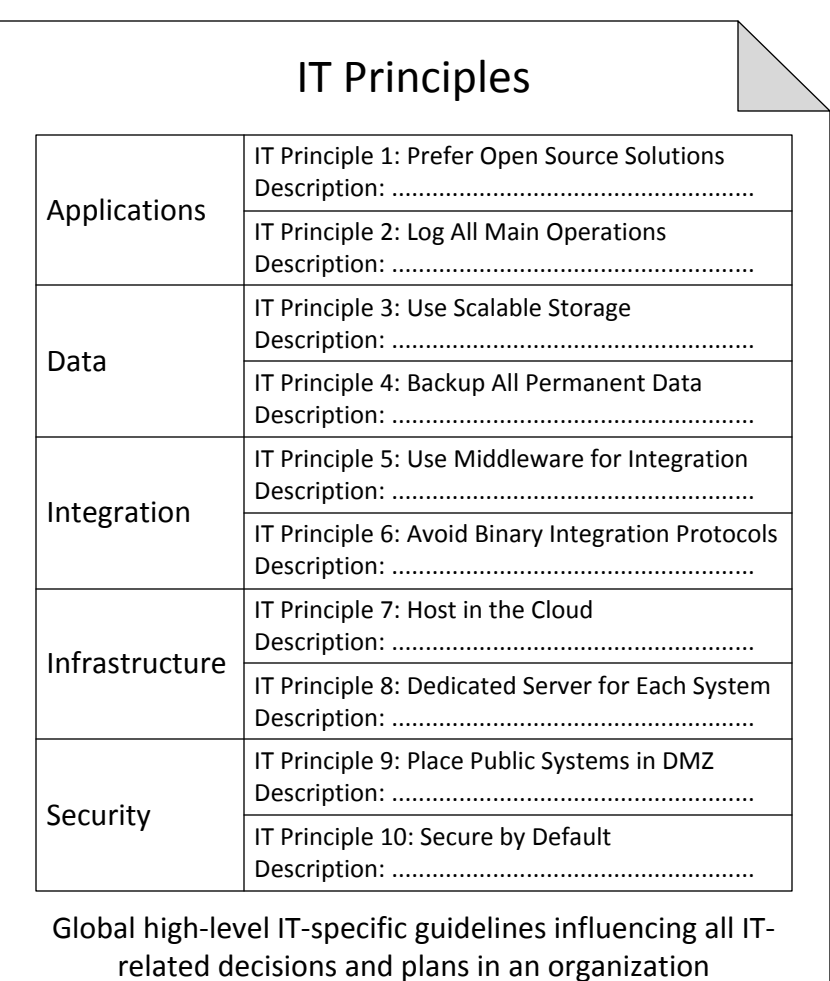 IT Principles
Applications
IT Principle 1: Prefer Open Source Solutions
Description: ......................................................
IT Principle 2: Log All Main Operations
Description: ......................................................
Data
IT Principle 3: Use Scalable Storage
Description: ......................................................
IT Principle 4: Backup All Permanent Data
Description: ......................................................
Integration
IT Principle 5: Use Middleware for Integration
Description: ......................................................
IT Principle 6: Avoid Binary Integration Protocols
Description: ......................................................
Infrastructure
IT Principle 7: Host in the Cloud
Description: ......................................................
IT Principle 8: Dedicated Server for Each System
Description: ......................................................
Security
IT Principle 9: Place Public Systems in DMZ
Description: ......................................................
IT Principle 10: Secure by Default
Description: ......................................................
Global high-level IT-specific guidelines influencing all IT-
related decisions and plans in an organization